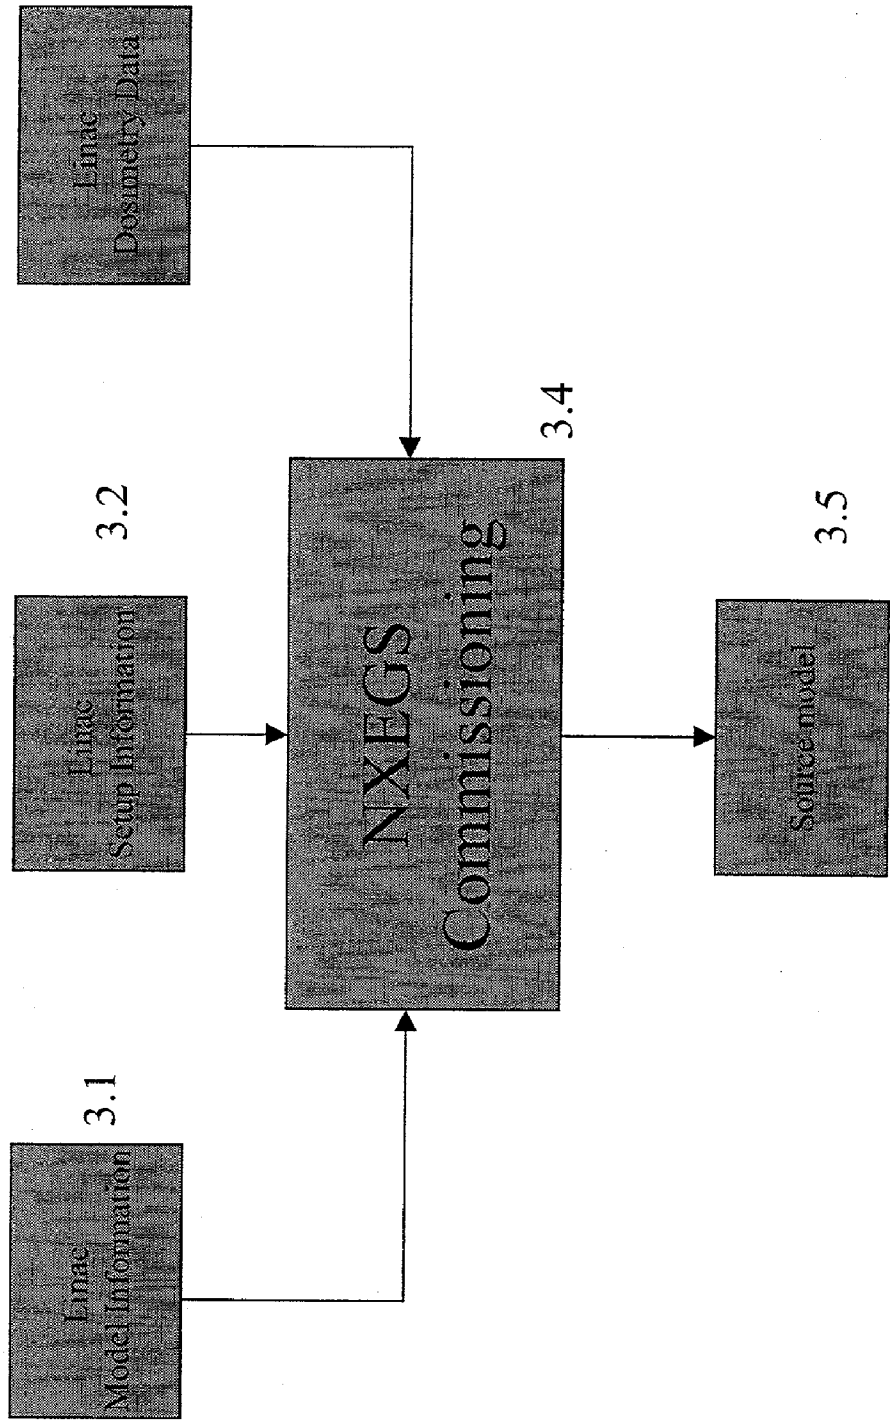 Linac
Model Information
3.1
Linac
Setup Information
3.2
Linac
Dosimetry Data
NXEGS
Commissioning
3.4
Source model
3.5